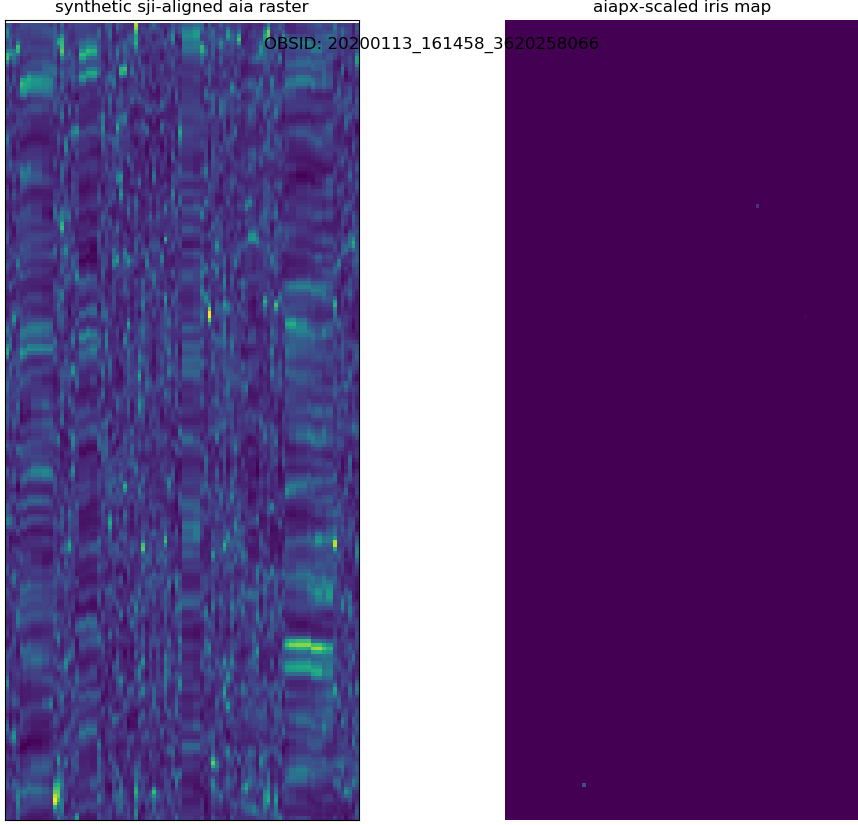 synthetic sji-aligned aia raster
aiapx-scaled iris map
OBSID: 20200113_161458_3620258066